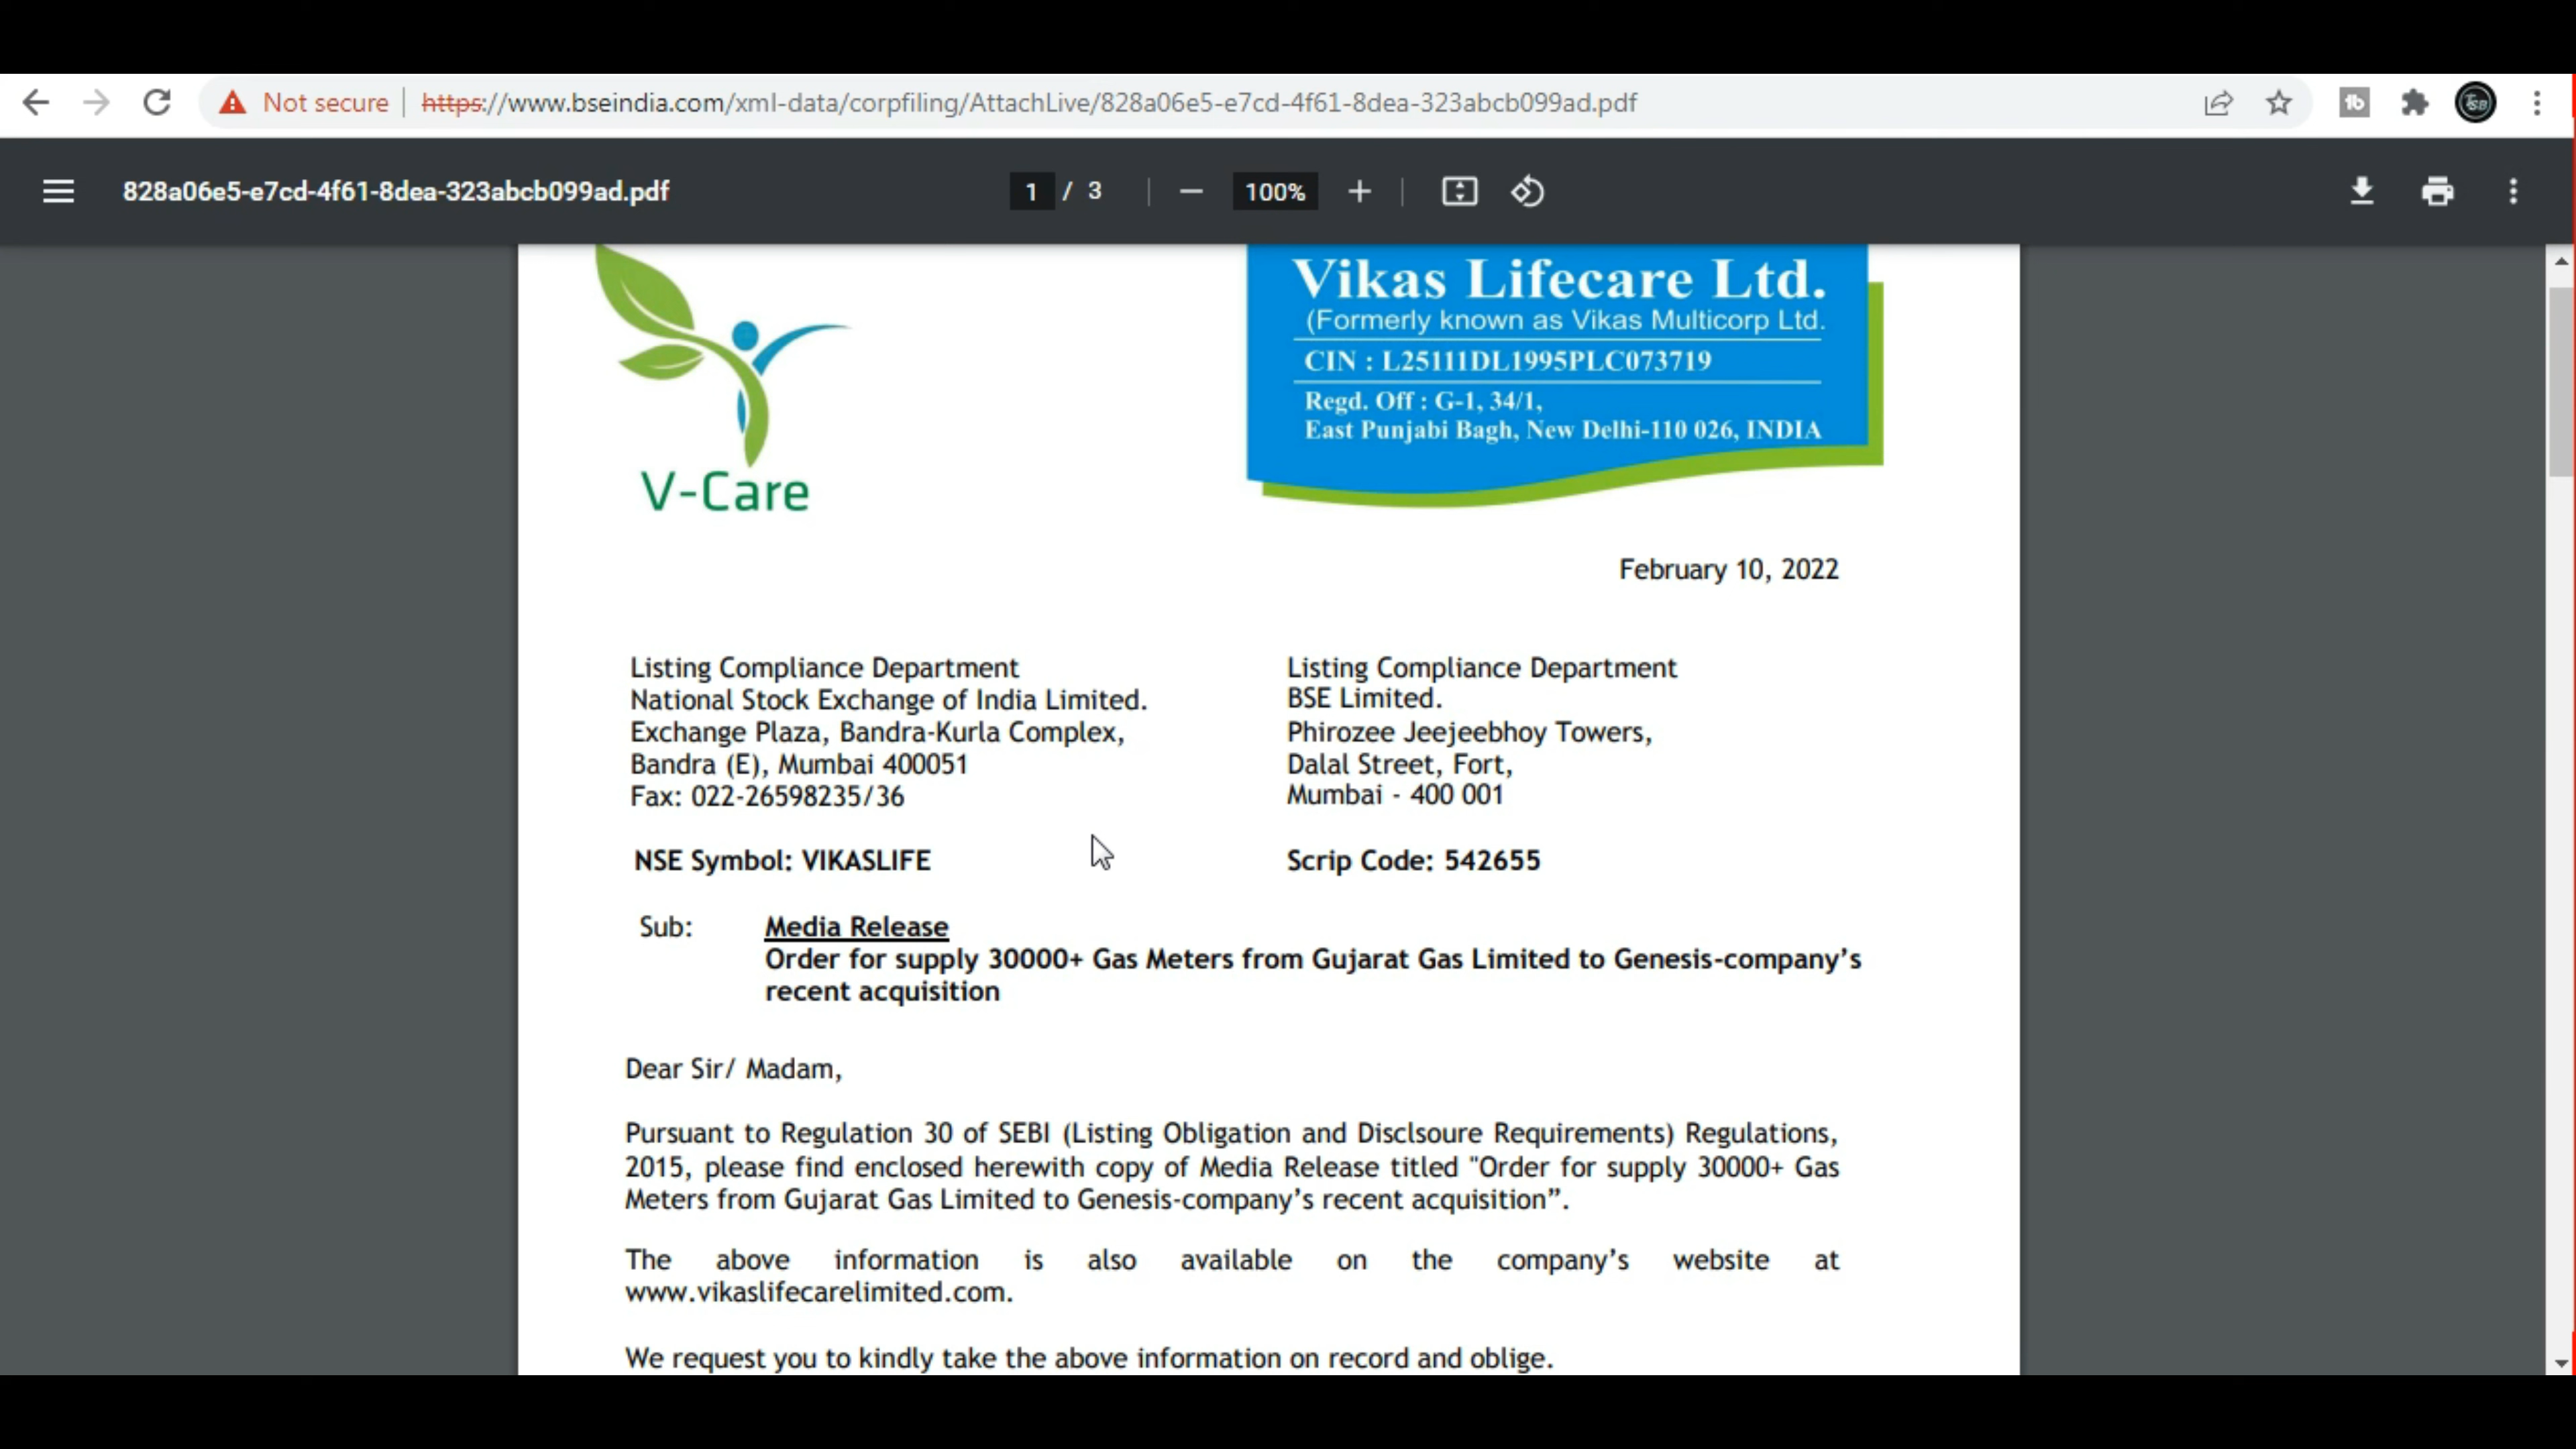 Not secure | https://www.bseindia.com/xml-data/corpfiling/AttachLive/828a06e5-e7cd-4f61-8dea-323abcb099ad.pdf
828a06e5-e7cd-4f61-8dea-323abcb099ad.pdf
1 / 3
100%
Vikas Lifecare Ltd.
(Formerly known as Vikas Multicorp Ltd.
CIN : L25111DL1995PLC073719
Regd. Off : G-1, 34/1,
East Punjabi Bagh, New Delhi-110 026, INDIA
V-Care
February 10, 2022
Listing Compliance Department
National Stock Exchange of India Limited.
Exchange Plaza, Bandra-Kurla Complex,
Bandra (E), Mumbai 400051
Fax: 022-26598235/36
Listing Compliance Department
BSE Limited.
Phirozee Jeejeebhoy Towers,
Dalal Street, Fort,
Mumbai - 400 001
NSE Symbol: VIKASLIFE
Scrip Code: 542655
Sub: Media Release
Order for supply 30000+ Gas Meters from Gujarat Gas Limited to Genesis-company’s
recent acquisition
Dear Sir/ Madam,
Pursuant to Regulation 30 of SEBI (Listing Obligation and Disclsoure Requirements) Regulations,
2015, please find enclosed herewith copy of Media Release titled "Order for supply 30000+ Gas
Meters from Gujarat Gas Limited to Genesis-company’s recent acquisition”.
The above information is also available on the company’s website at
www.vikaslifecarelimited.com.
We request you to kindly take the above information on record and oblige.